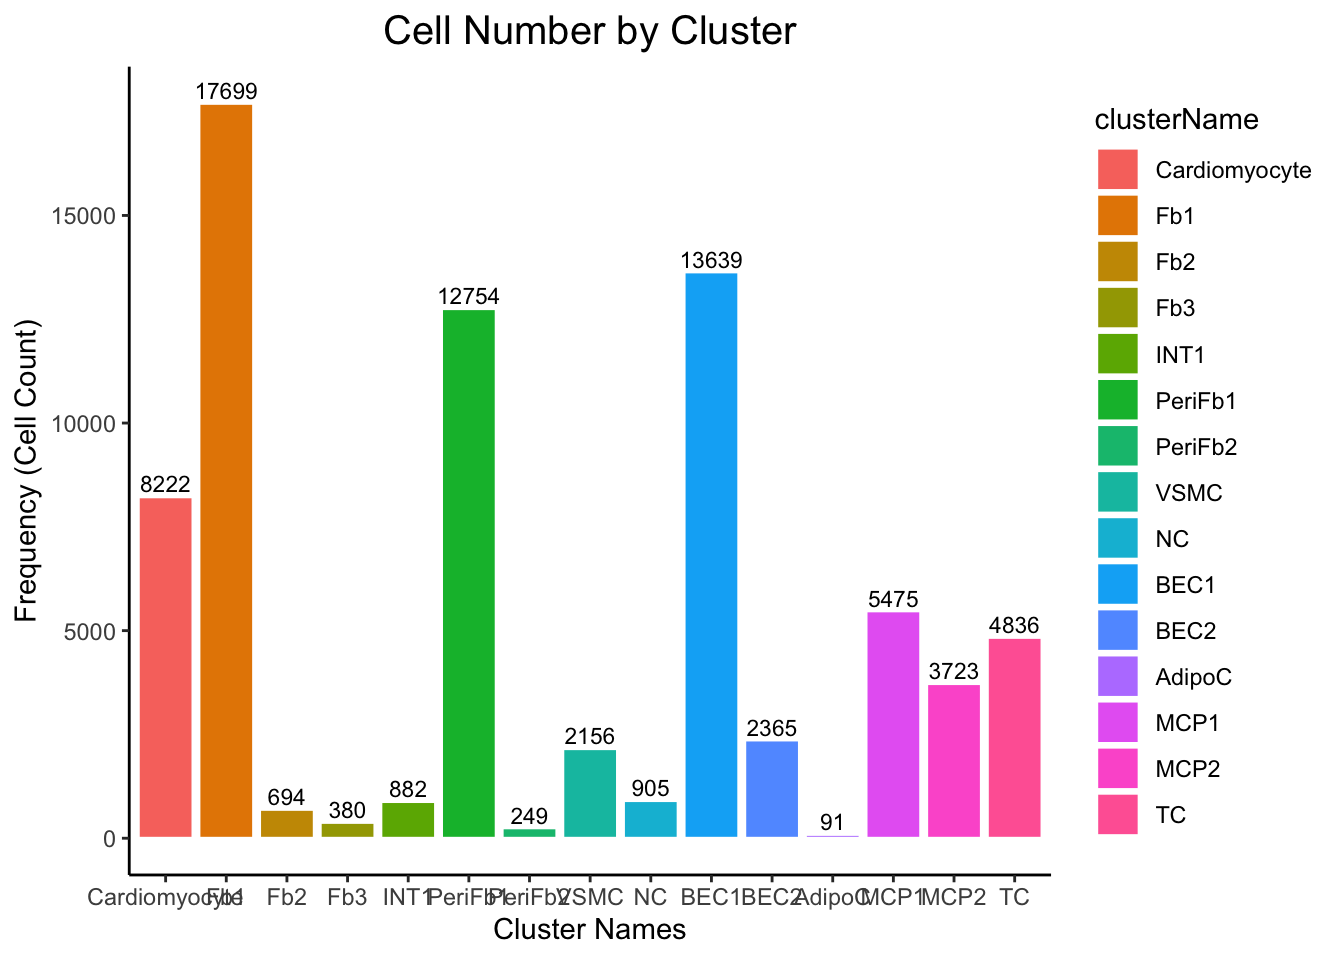 Cell Number by Cluster
Frequency (Cell Count)
15000
10000
5000
0
8222
17699
694
380
882
12754
249
2156
905
13639
2365
91
5475
3723
4836
Cardiomyocyte Fb1 Fb2 Fb3 INT1 PeriFb1 PeriFb2 VSMC NC BEC1 BEC2 AdipoC MCP1 MCP2 TC
Cluster Names
clusterName
Cardiomyocyte
Fb1
Fb2
Fb3
INT1
PeriFb1
PeriFb2
VSMC
NC
BEC1
BEC2
AdipoC
MCP1
MCP2
TC